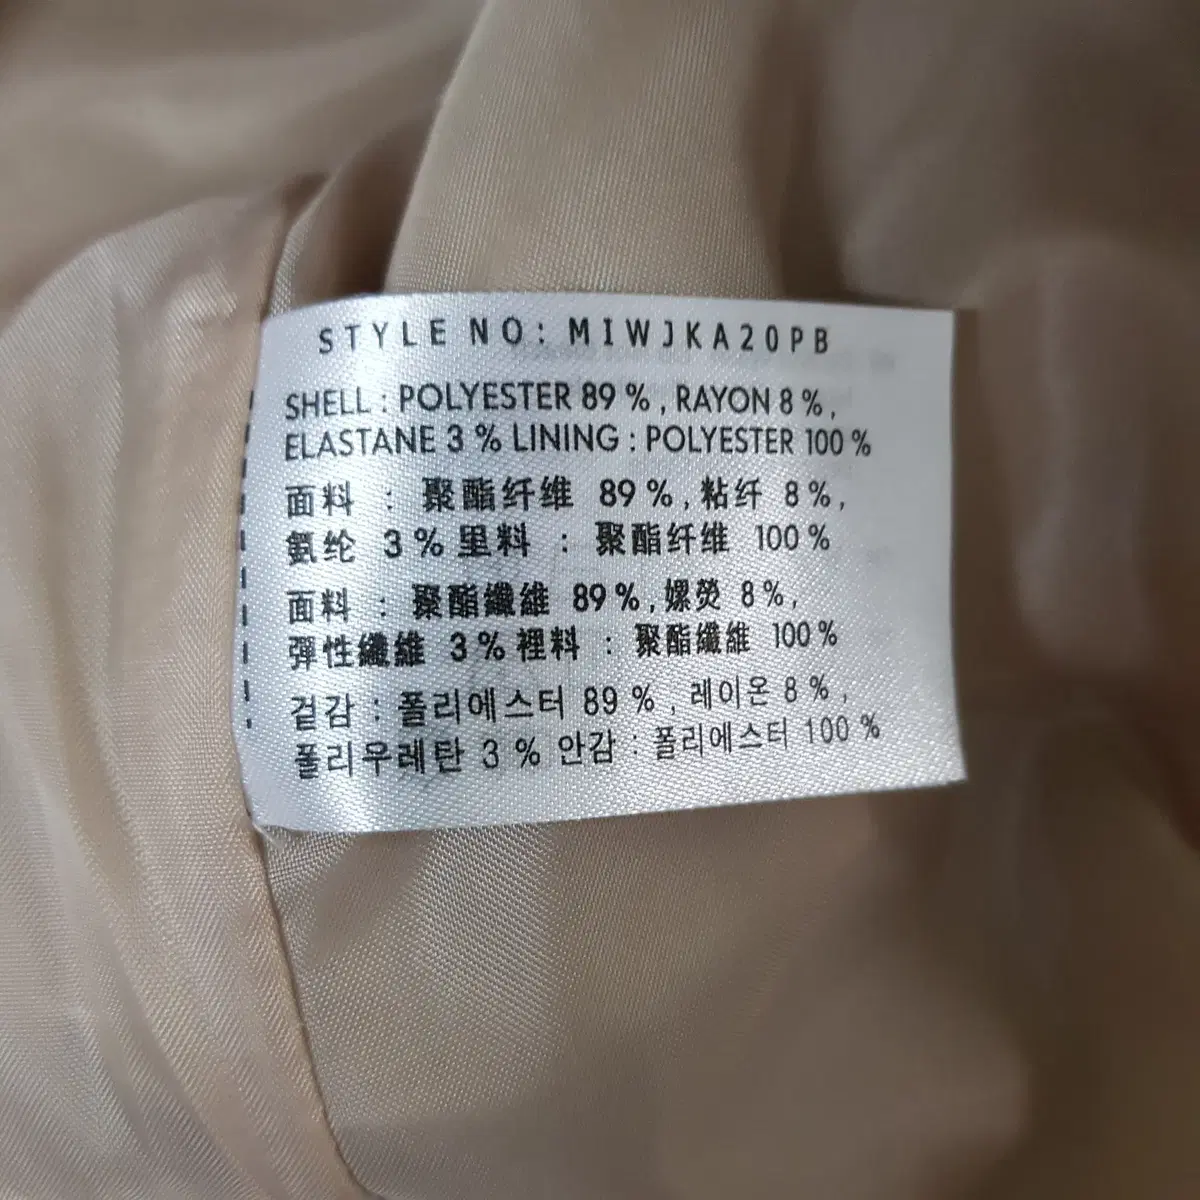 STYLE NO: MIWJKA20PB
SHELL : POLYESTER 89 % , RAYON 8 % ,
ELASTANE 3 % LINING : POLYESTER 100 %
面料 : 聚酯纤维 89 % , 粘纤 8 % ,
氨纶 3 % 里料 : 聚酯纤维 100 %
面料 : 聚酯纖維 89 % , 嫘熒 8 % ,
彈性纖維 3 % 裡料 : 聚酯纖維 100 %
겉감 : 폴리에스터 89 % , 레이온 8 % ,
폴리우레탄 3 % 안감 : 폴리에스터 100 %